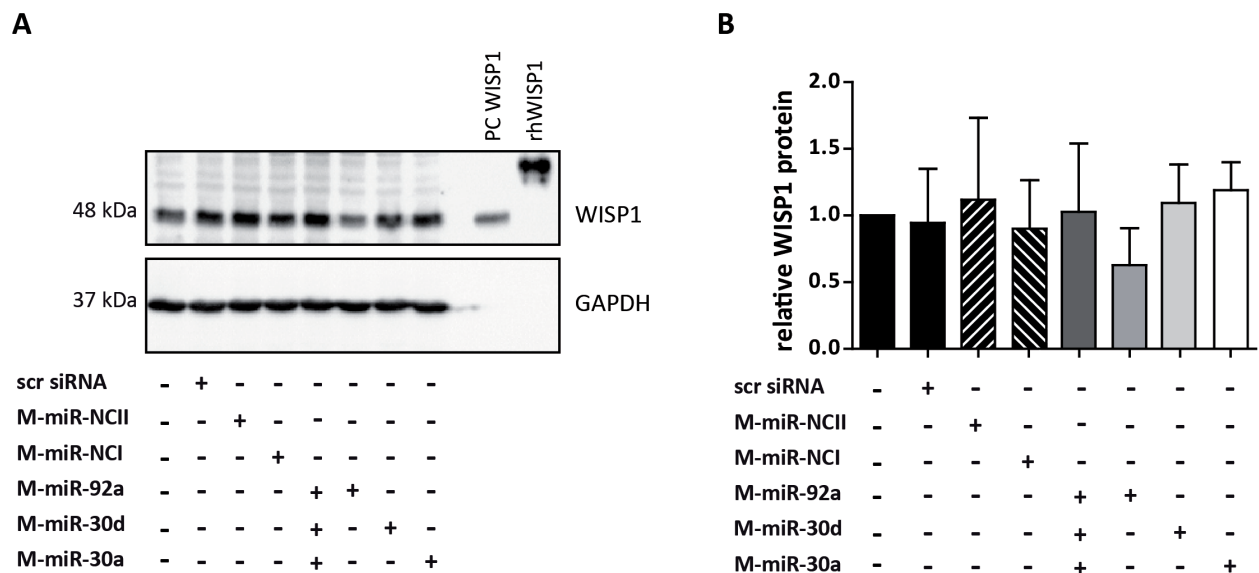 A
PC WISP1
rhWISP1
48 kDa
WISP1
37 kDa
GAPDH
scr siRNA - + - - - - - -
M-miR-NCII - - + - - - - -
M-miR-NCI - - - + - - - -
M-miR-92a - - - - + + - -
M-miR-30d - - - - + - + -
M-miR-30a - - - - + - - +
B
relative WISP1 protein
2.0
1.5
1.0
0.5
0.0
scr siRNA - + - - - - - -
M-miR-NCII - - + - - - - -
M-miR-NCI - - - + - - - -
M-miR-92a - - - - + + - -
M-miR-30d - - - - + - + -
M-miR-30a - - - - + - - +